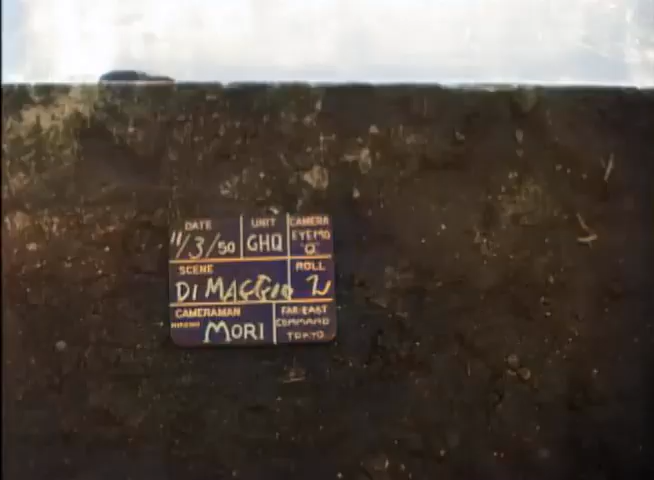 DATE UNIT CAMERA
11/3/50 GHQ EYEMO
"Q"
SCENE ROLL
DI MAGGIO 2
CAMERAMAN FAR EAST
MORI COMMAND
TOKYO